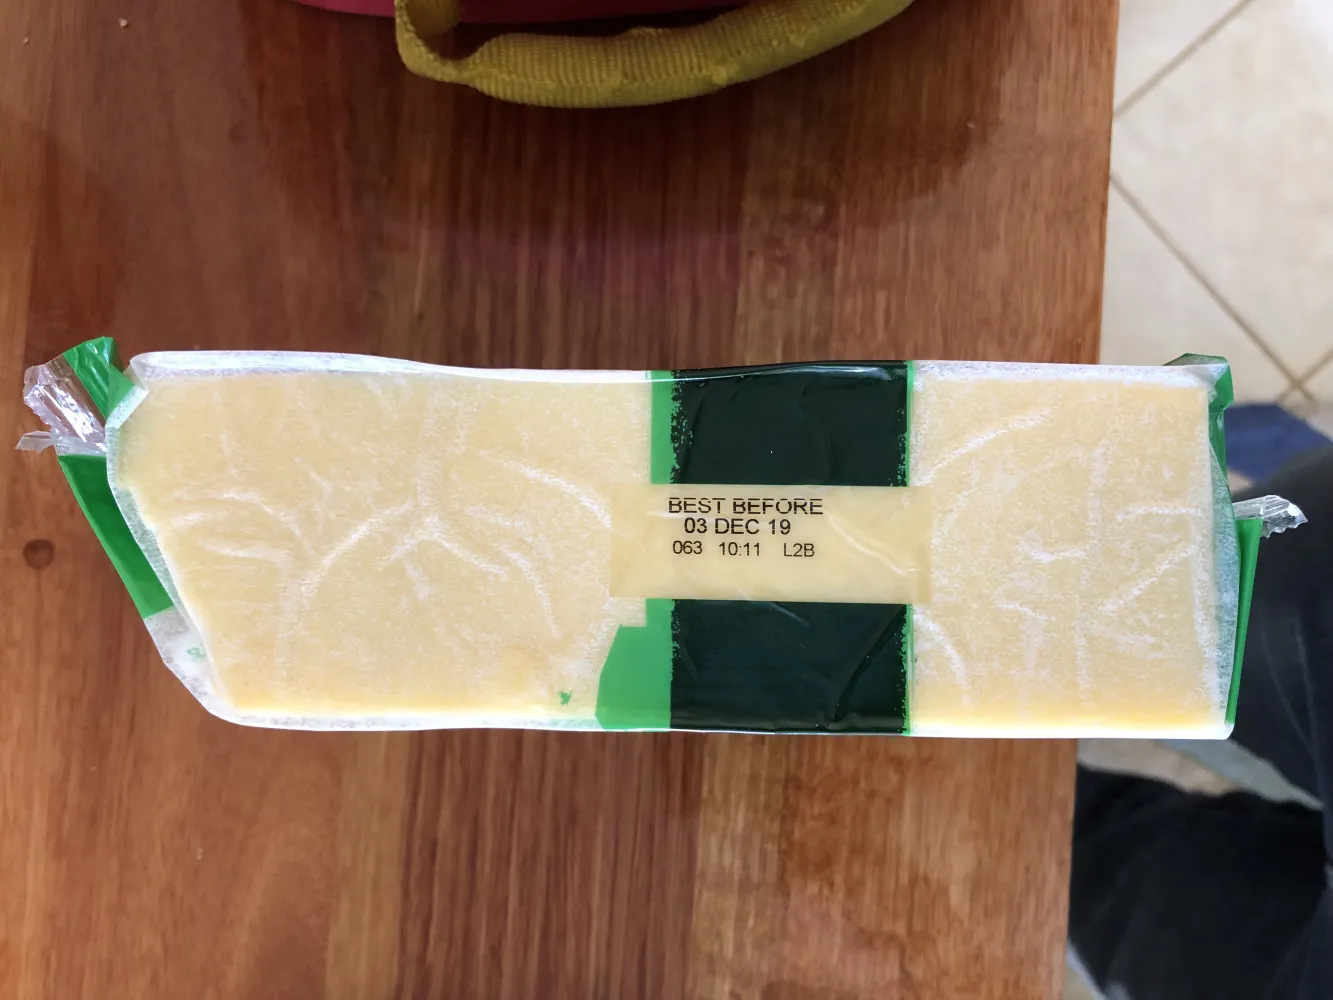 BEST BEFORE
03 DEC 19
063 10:11 L2B